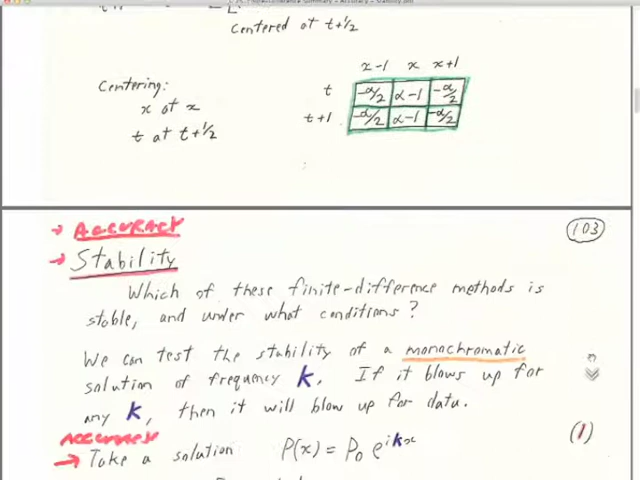 centered at t+1/2
x-1 x x+1
Centering:
t -α/2 α-1 -α/2
x at x
t+1 -α/2 α-1 -α/2
t at t+1/2
→ ACCURACY
103
→ Stability
Which of these finite-difference methods is
stable, and under what conditions?
We can test the stability of a monochromatic
solution of frequency k. If it blows up for
any k, then it will blow up for data.
ACCURACY
(1)
→ Take a solution P(x) = P₀ e^{ikx}